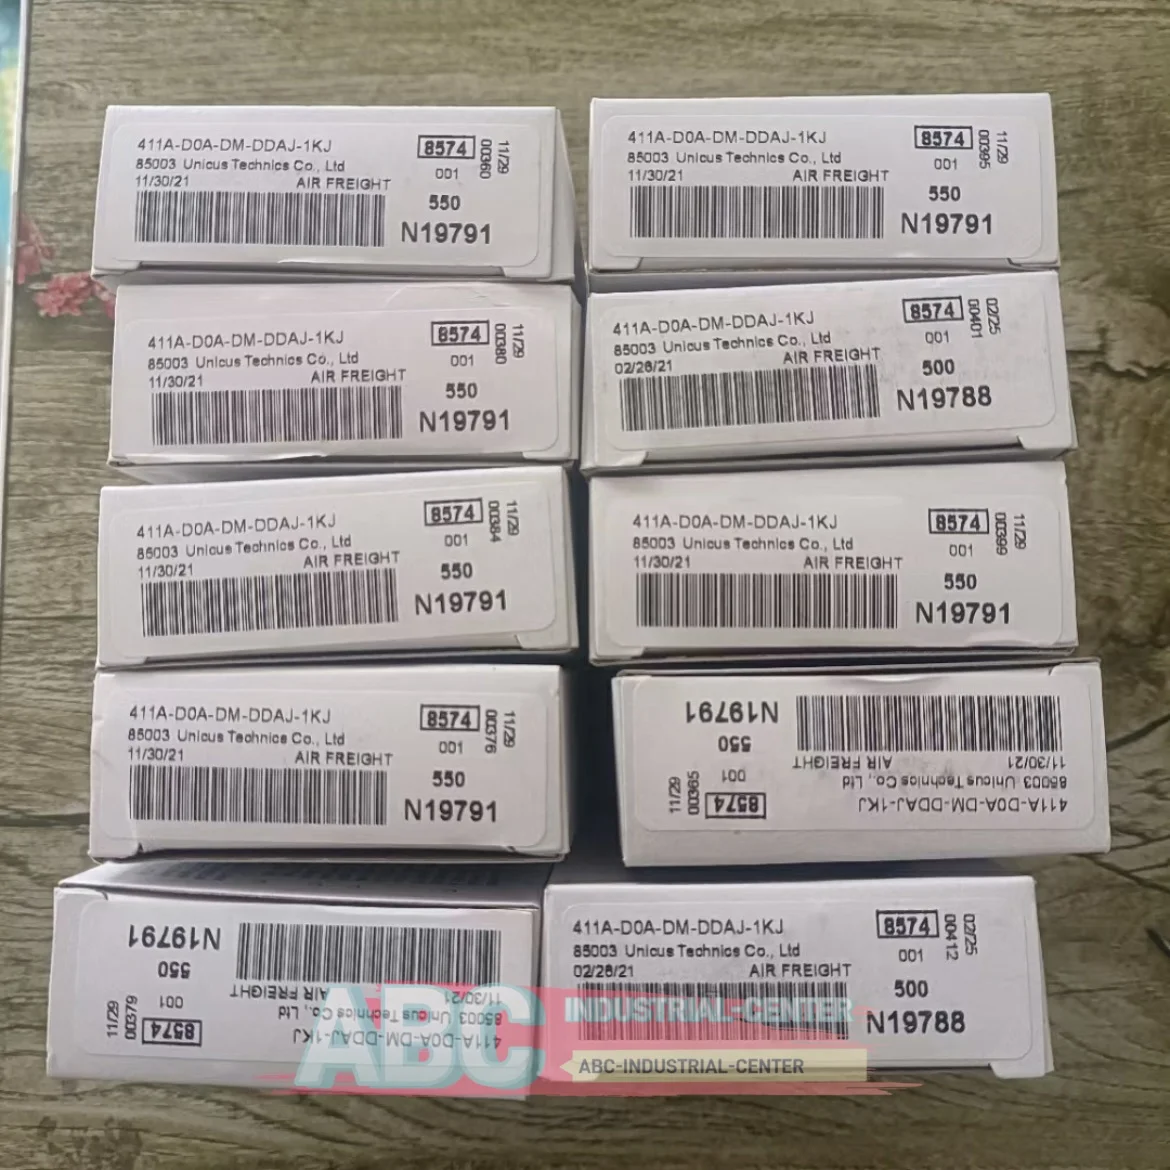 411A-D0A-DM-DDAJ-1KJ
85003 Unicus Technics Co., Ltd
11/30/21 AIR FREIGHT
8574
001
550
N19791
11/29
00360
411A-D0A-DM-DDAJ-1KJ
85003 Unicus Technics Co., Ltd
11/30/21 AIR FREIGHT
8574
001
550
N19791
11/29
00395
411A-D0A-DM-DDAJ-1KJ
85003 Unicus Technics Co., Ltd
11/30/21 AIR FREIGHT
8574
001
550
N19791
11/29
00380
411A-D0A-DM-DDAJ-1KJ
85003 Unicus Technics Co., Ltd
02/26/21 AIR FREIGHT
8574
001
500
N19788
02/25
00401
411A-D0A-DM-DDAJ-1KJ
85003 Unicus Technics Co., Ltd
11/30/21 AIR FREIGHT
8574
001
550
N19791
11/29
00384
411A-D0A-DM-DDAJ-1KJ
85003 Unicus Technics Co., Ltd
11/30/21 AIR FREIGHT
8574
001
550
N19791
11/29
00399
411A-D0A-DM-DDAJ-1KJ
85003 Unicus Technics Co., Ltd
11/30/21 AIR FREIGHT
8574
001
550
N19791
11/29
00376
411A-D0A-DM-DDAJ-1KJ
85003 Unicus Technics Co., Ltd
11/30/21 AIR FREIGHT
8574
001
550
N19791
11/29
00365
411A-D0A-DM-DDAJ-1KJ
85003 Unicus Technics Co., Ltd
11/30/21 AIR FREIGHT
8574
001
550
N19791
11/29
00379
411A-D0A-DM-DDAJ-1KJ
85003 Unicus Technics Co., Ltd
02/26/21 AIR FREIGHT
8574
001
500
N19788
02/25
00412
ABC
INDUSTRIAL-CENTER
ABC-INDUSTRIAL-CENTER